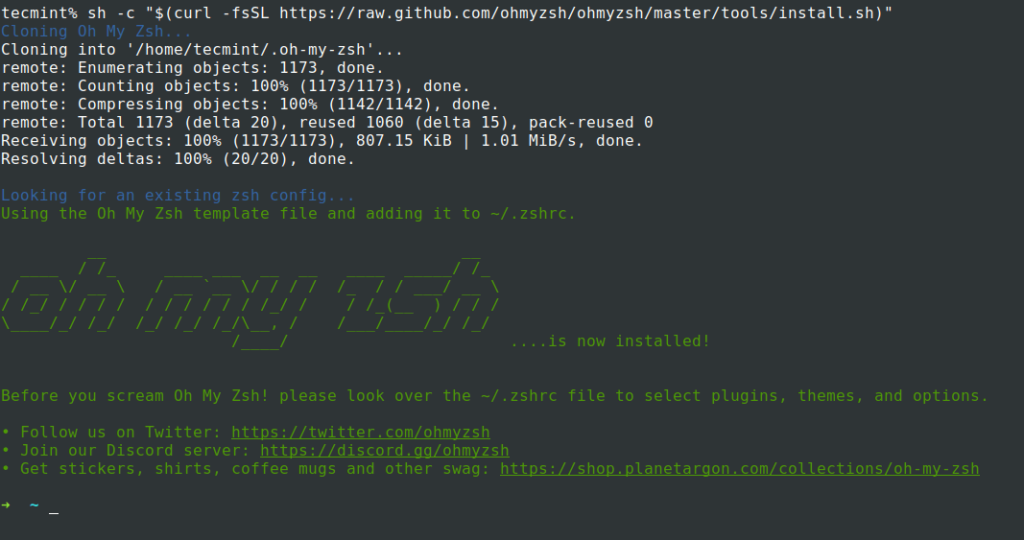 tecmint% sh -c "$(curl -fsSL https://raw.github.com/ohmyzsh/ohmyzsh/master/tools/install.sh)"
Cloning Oh My Zsh...
Cloning into '/home/tecmint/.oh-my-zsh'...
remote: Enumerating objects: 1173, done.
remote: Counting objects: 100% (1173/1173), done.
remote: Compressing objects: 100% (1142/1142), done.
remote: Total 1173 (delta 20), reused 1060 (delta 15), pack-reused 0
Receiving objects: 100% (1173/1173), 807.15 KiB | 1.01 MiB/s, done.
Resolving deltas: 100% (20/20), done.
Looking for an existing zsh config...
Using the Oh My Zsh template file and adding it to ~/.zshrc.
oh my zsh
....is now installed!
Before you scream Oh My Zsh! please look over the ~/.zshrc file to select plugins, themes, and options.
• Follow us on Twitter: https://twitter.com/ohmyzsh
• Join our Discord server: https://discord.gg/ohmyzsh
• Get stickers, shirts, coffee mugs and other swag: https://shop.planetargon.com/collections/oh-my-zsh
➜ ~ _